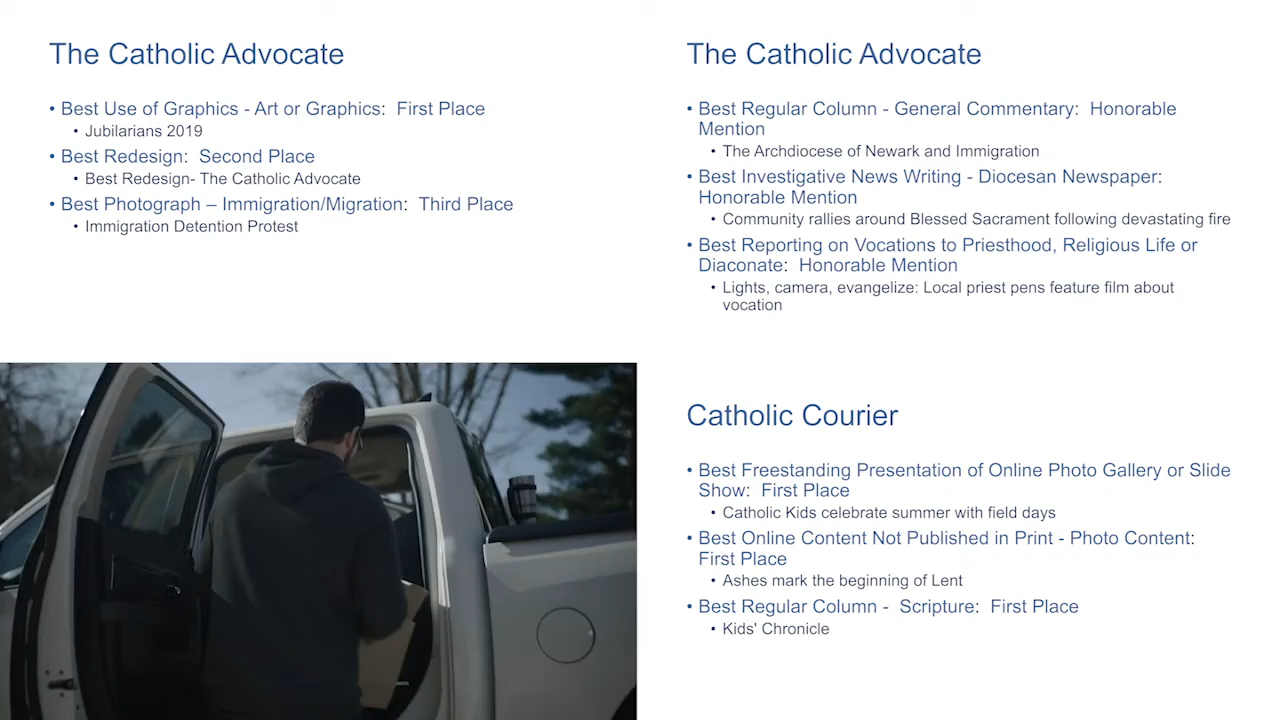 The Catholic Advocate
• Best Use of Graphics - Art or Graphics:  First Place
• Jubilarians 2019
• Best Redesign:  Second Place
• Best Redesign- The Catholic Advocate
• Best Photograph – Immigration/Migration:  Third Place
• Immigration Detention Protest
The Catholic Advocate
• Best Regular Column - General Commentary:  Honorable
Mention
• The Archdiocese of Newark and Immigration
• Best Investigative News Writing - Diocesan Newspaper:
Honorable Mention
• Community rallies around Blessed Sacrament following devastating fire
• Best Reporting on Vocations to Priesthood, Religious Life or
Diaconate:  Honorable Mention
• Lights, camera, evangelize: Local priest pens feature film about
vocation
Catholic Courier
• Best Freestanding Presentation of Online Photo Gallery or Slide
Show:  First Place
• Catholic Kids celebrate summer with field days
• Best Online Content Not Published in Print - Photo Content:
First Place
• Ashes mark the beginning of Lent
• Best Regular Column -  Scripture:  First Place
• Kids' Chronicle